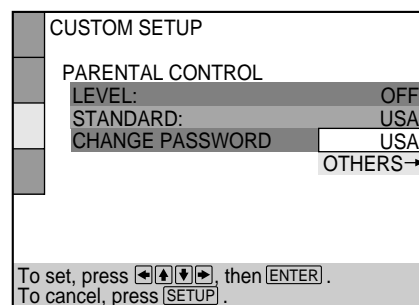 CUSTOM SETUP
PARENTAL CONTROL
LEVEL: OFF
STANDARD: USA
CHANGE PASSWORD USA
OTHERS→
To set, press ←↑↓→, then ENTER.
To cancel, press SETUP.